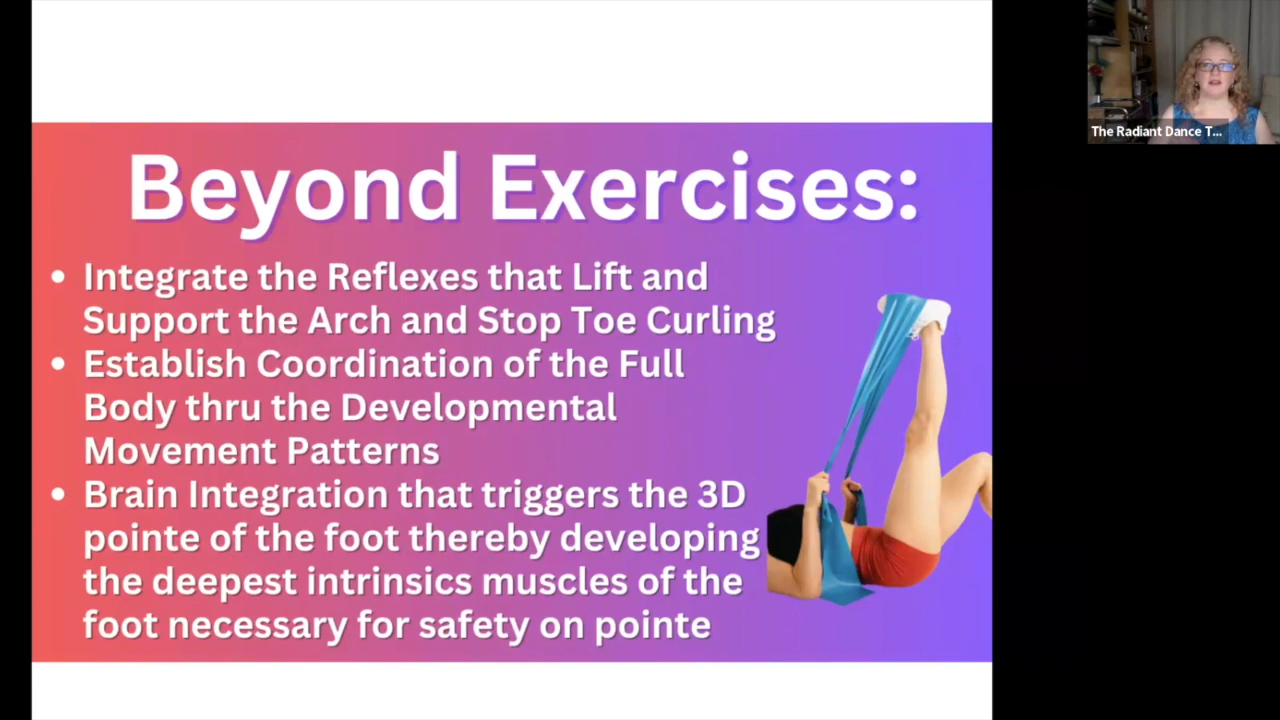 Beyond Exercises:
• Integrate the Reflexes that Lift and
Support the Arch and Stop Toe Curling
• Establish Coordination of the Full
Body thru the Developmental
Movement Patterns
• Brain Integration that triggers the 3D
pointe of the foot thereby developing
the deepest intrinsics muscles of the
foot necessary for safety on pointe
The Radiant Dance T...